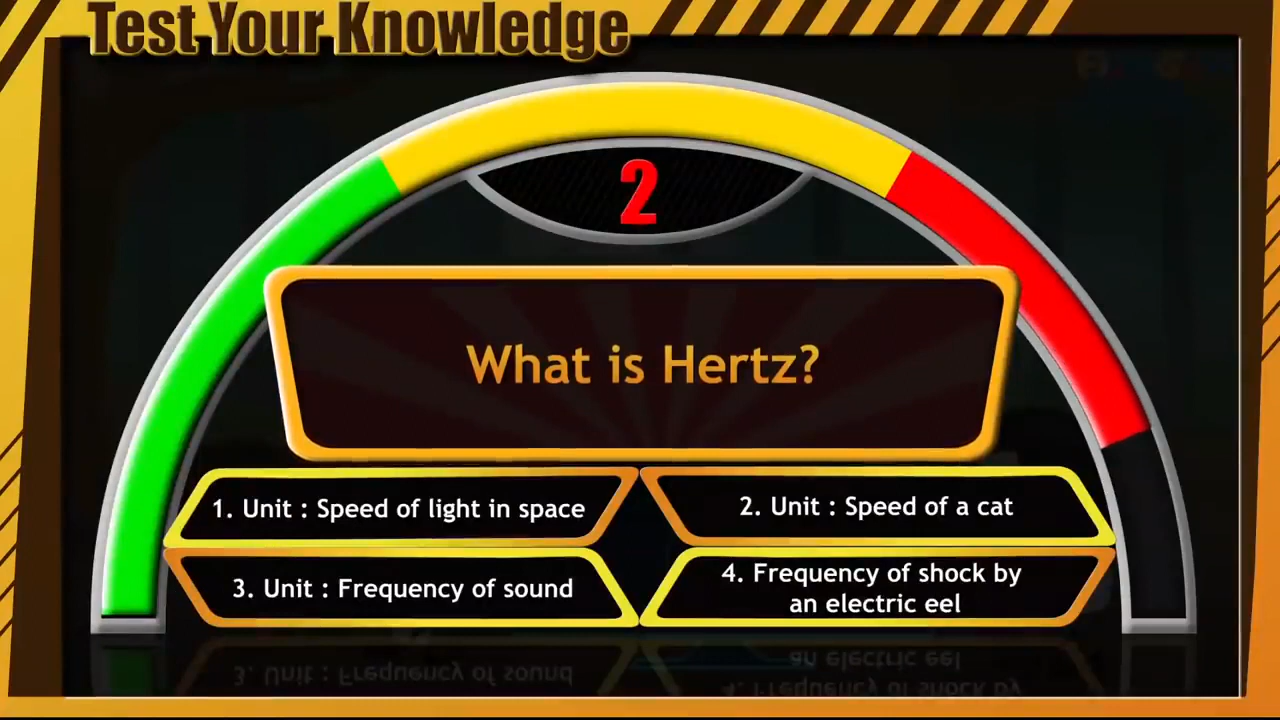 Test Your Knowledge
2
What is Hertz?
1. Unit : Speed of light in space
2. Unit : Speed of a cat
3. Unit : Frequency of sound
4. Frequency of shock by
an electric eel